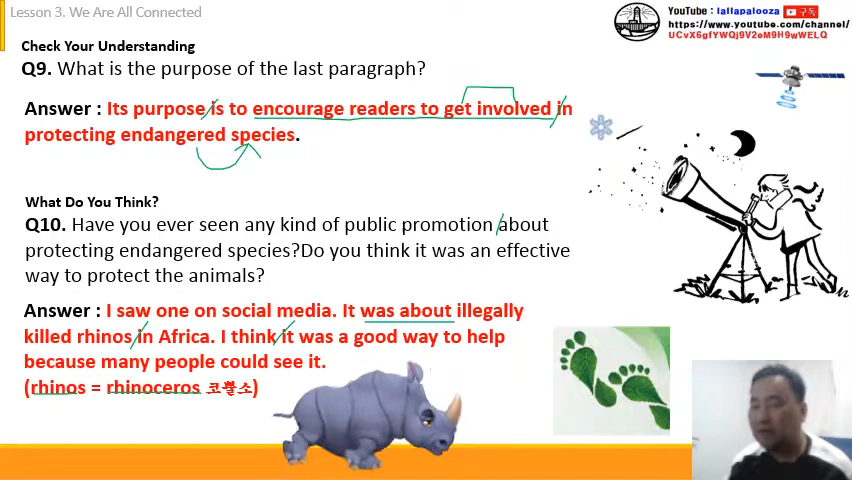 Lesson 3. We Are All Connected
YouTube : lallapalooza 구독
https://www.youtube.com/channel/
UCvX6gfYWQj9V2eM9H9wWELQ
Check Your Understanding
Q9. What is the purpose of the last paragraph?
Answer : Its purpose is to encourage readers to get involved in
protecting endangered species.
What Do You Think?
Q10. Have you ever seen any kind of public promotion about
protecting endangered species?Do you think it was an effective
way to protect the animals?
Answer : I saw one on social media. It was about illegally
killed rhinos in Africa. I think it was a good way to help
because many people could see it.
(rhinos = rhinoceros 코뿔소)